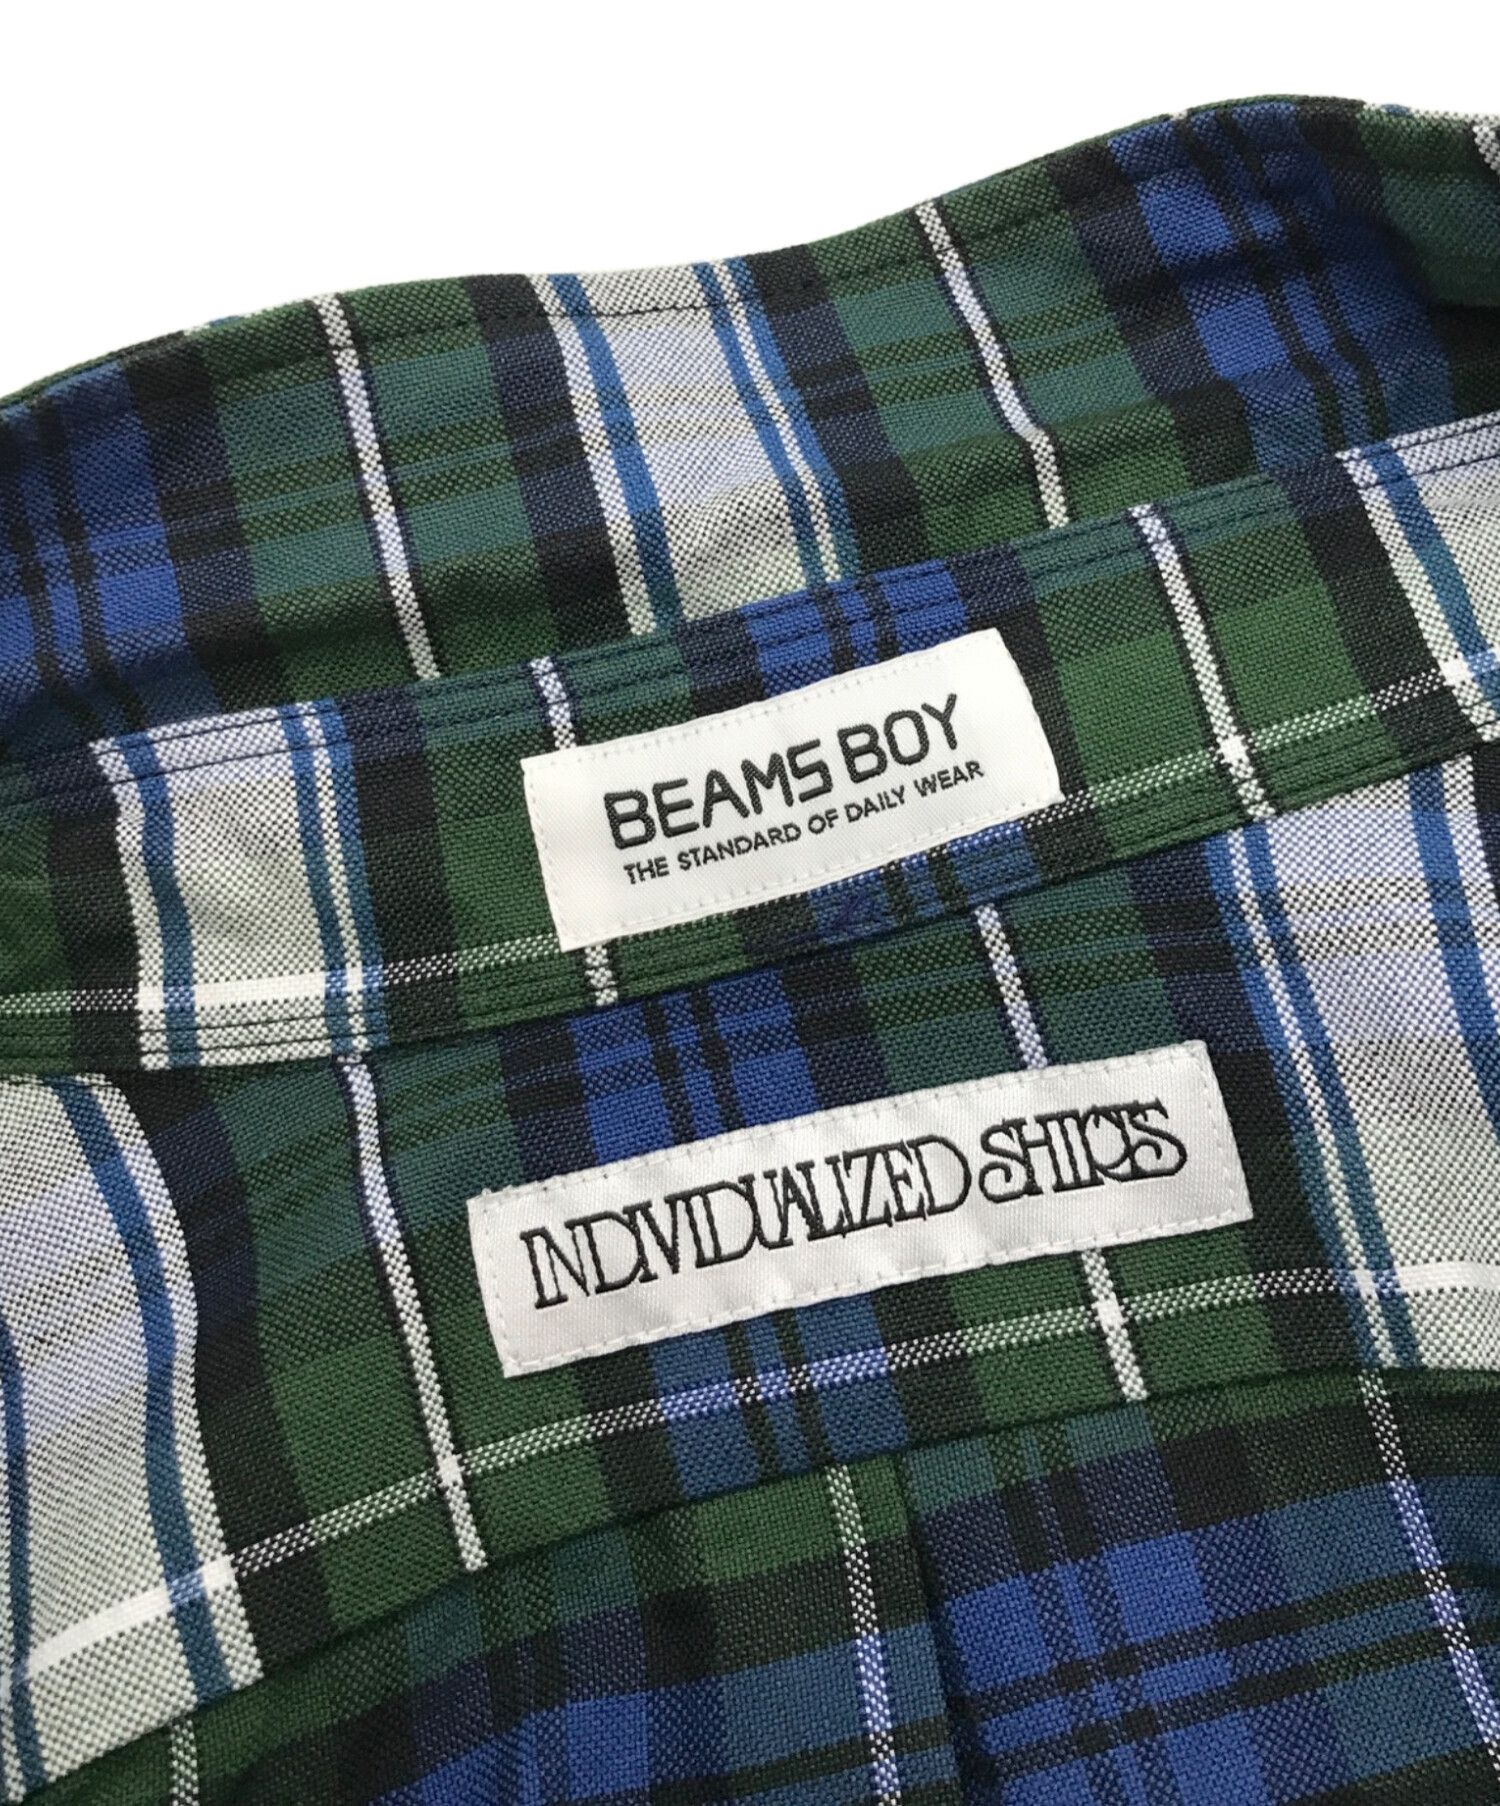 BEAMS BOY
THE STANDARD OF DAILY WEAR
INDIVIDUALIZED SHIRTS